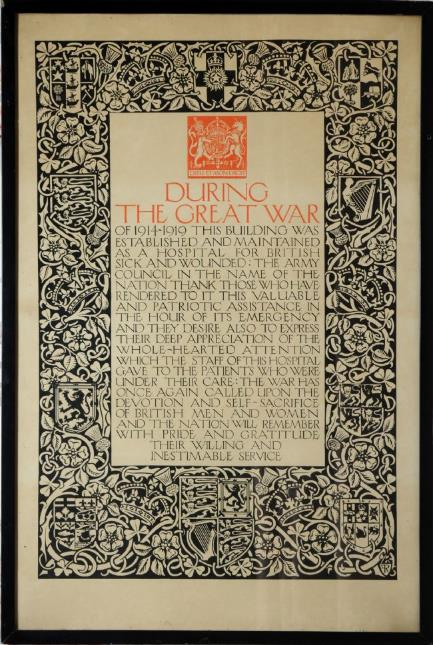 DIEU ET MON DROIT
DURING
THE GREAT WAR
OF 1914-1919 THIS BUILDING WAS
ESTABLISHED AND MAINTAINED
AS A HOSPITAL FOR BRITISH
SICK AND WOUNDED : THE ARMY
COUNCIL IN THE NAME OF THE
NATION THANK THOSE WHO HAVE
RENDERED TO IT THIS VALUABLE
AND PATRIOTIC ASSISTANCE IN
THE HOUR OF ITS EMERGENCY
AND THEY DESIRE ALSO TO EXPRESS
THEIR DEEP APPRECIATION OF THE
WHOLE-HEARTED ATTENTION
WHICH THE STAFF OF THIS HOSPITAL
GAVE TO THE PATIENTS WHO WERE
UNDER THEIR CARE : THE WAR HAS
ONCE AGAIN CALLED UPON THE
DEVOTION AND SELF-SACRIFICE
OF BRITISH MEN AND WOMEN
AND THE NATION WILL REMEMBER
WITH PRIDE AND GRATITUDE
THEIR WILLING AND
INESTIMABLE SERVICE